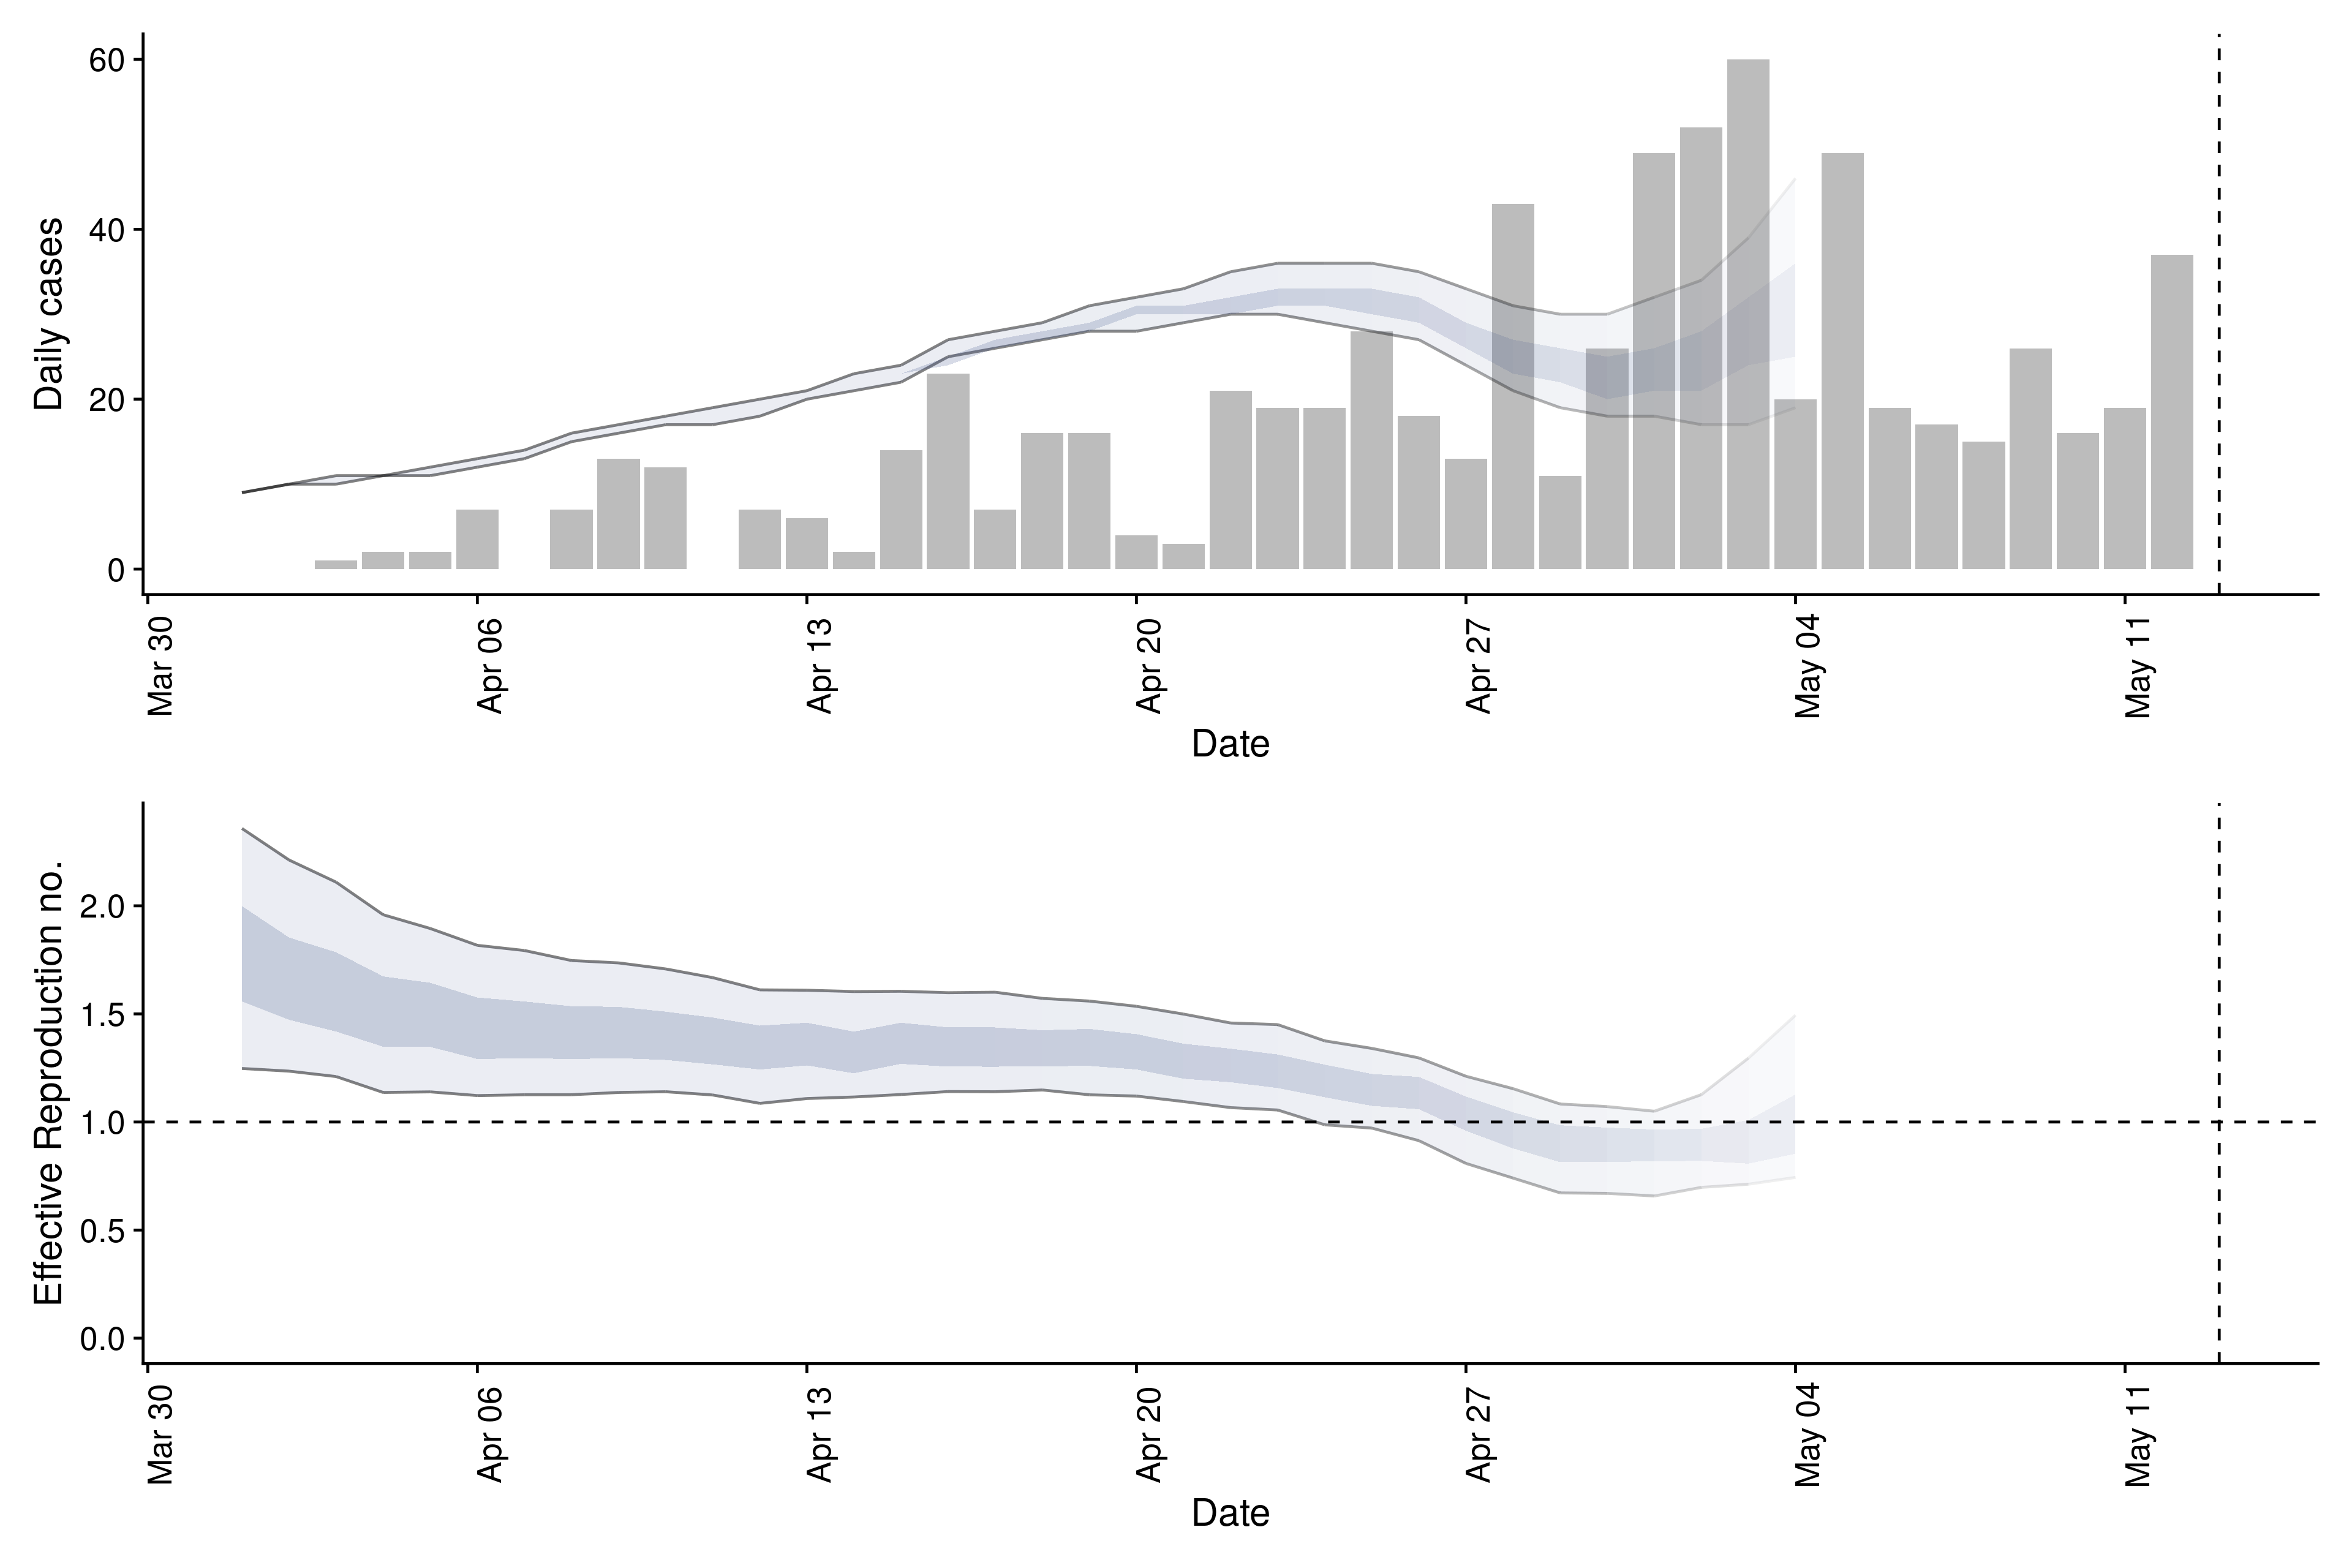 Daily cases
60
40
20
0
Mar 30
Apr 06
Apr 13
Apr 20
Apr 27
May 04
May 11
Date
Effective Reproduction no.
2.0
1.5
1.0
0.5
0.0
Mar 30
Apr 06
Apr 13
Apr 20
Apr 27
May 04
May 11
Date